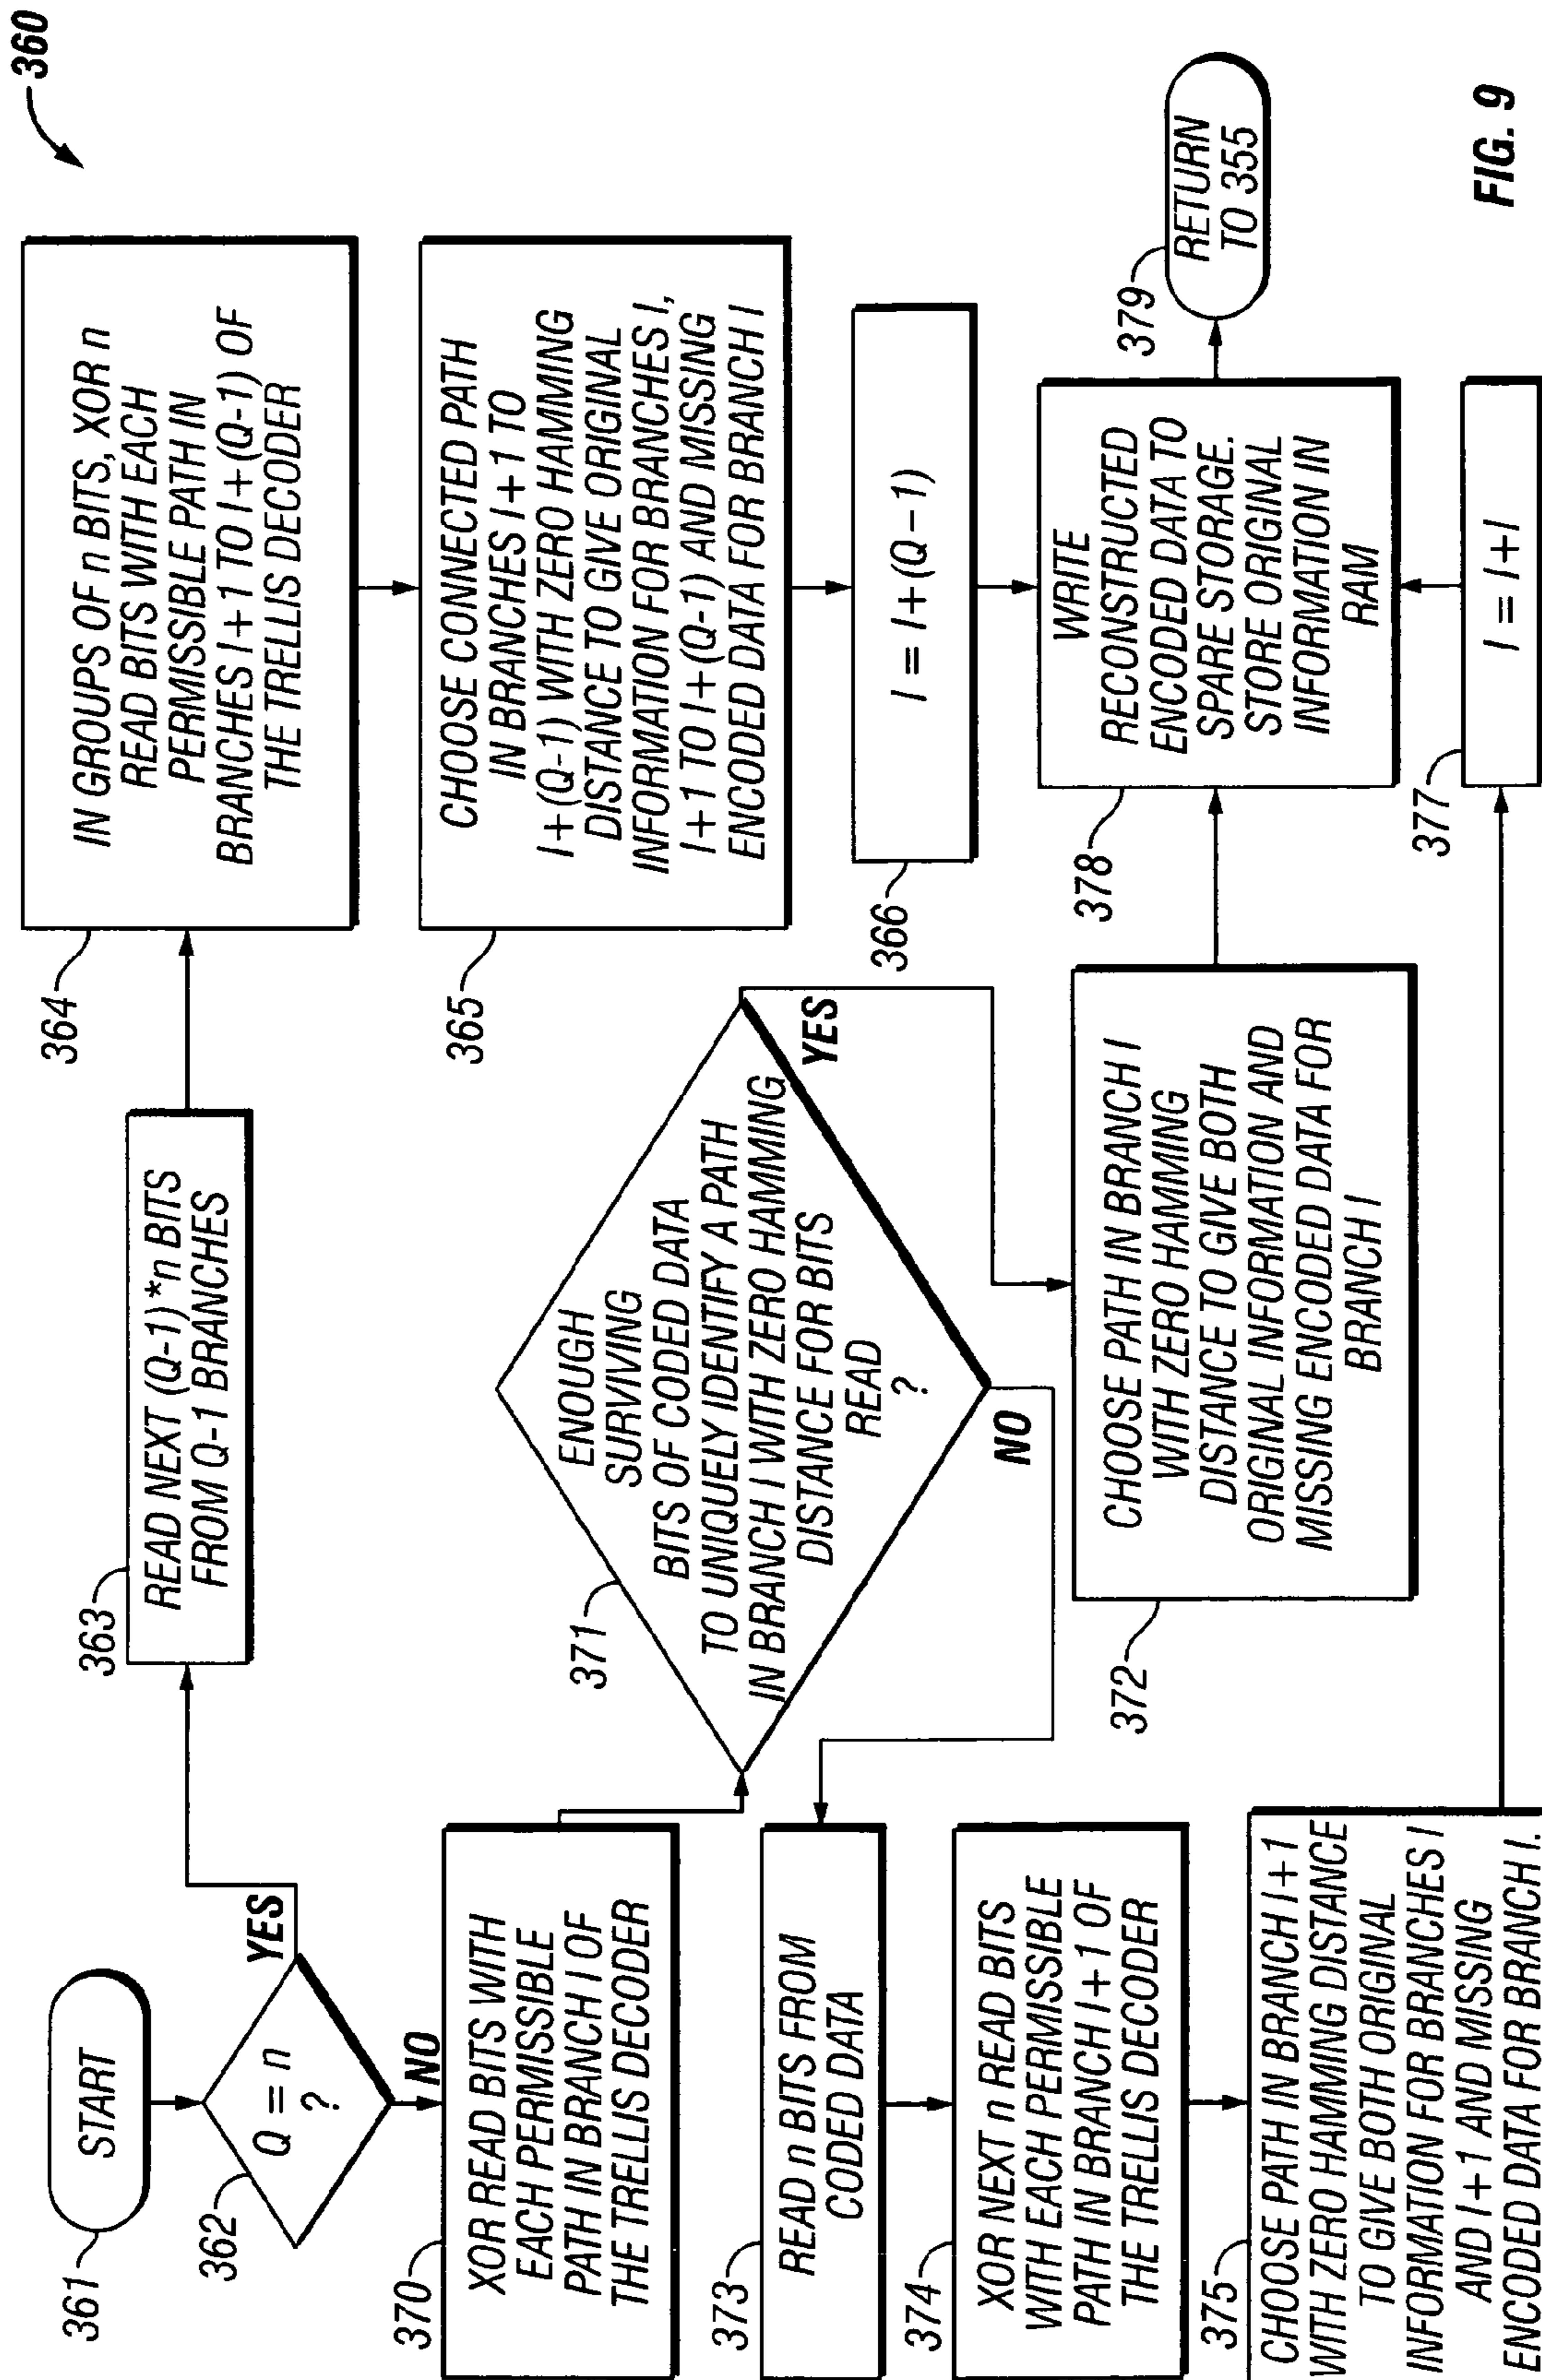 360
361
START
362
Q = n
?
YES
NO
363
READ NEXT (Q-1)*n BITS
FROM Q-1 BRANCHES
364
IN GROUPS OF n BITS, XOR n
READ BITS WITH EACH
PERMISSIBLE PATH IN
BRANCHES I+1 TO I+(Q-1) OF
THE TRELLIS DECODER
365
CHOOSE CONNECTED PATH
IN BRANCHES I+1 TO
I+(Q-1) WITH ZERO HAMMING
DISTANCE TO GIVE ORIGINAL
INFORMATION FOR BRANCHES I,
I+1 TO I+(Q-1) AND MISSING
ENCODED DATA FOR BRANCH I
366
I = I+(Q-1)
370
XOR READ BITS WITH
EACH PERMISSIBLE
PATH IN BRANCH I OF
THE TRELLIS DECODER
371
ENOUGH
SURVIVING
BITS OF CODED DATA
TO UNIQUELY IDENTIFY A PATH
IN BRANCH I WITH ZERO HAMMING
DISTANCE FOR BITS
READ
?
YES
NO
372
CHOOSE PATH IN BRANCH I
WITH ZERO HAMMING
DISTANCE TO GIVE BOTH
ORIGINAL INFORMATION AND
MISSING ENCODED DATA FOR
BRANCH I
373
READ n BITS FROM
CODED DATA
374
XOR NEXT n READ BITS
WITH EACH PERMISSIBLE
PATH IN BRANCH I+1 OF
THE TRELLIS DECODER
375
CHOOSE PATH IN BRANCH I+1
WITH ZERO HAMMING DISTANCE
TO GIVE BOTH ORIGINAL
INFORMATION FOR BRANCHES I
AND I+1 AND MISSING
ENCODED DATA FOR BRANCH I.
377
I = I+I
378
WRITE
RECONSTRUCTED
ENCODED DATA TO
SPARE STORAGE.
STORE ORIGINAL
INFORMATION IN
RAM
379
RETURN
TO 355
FIG. 9